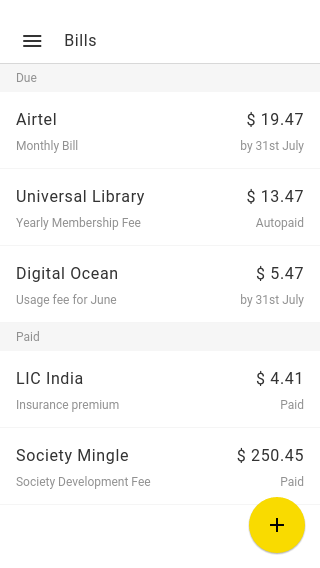 Bills
Due
Airtel $ 19.47
Monthly Bill by 31st July
Universal Library $ 13.47
Yearly Membership Fee Autopaid
Digital Ocean $ 5.47
Usage fee for June by 31st July
Paid
LIC India $ 4.41
Insurance premium Paid
Society Mingle $ 250.45
Society Development Fee Paid